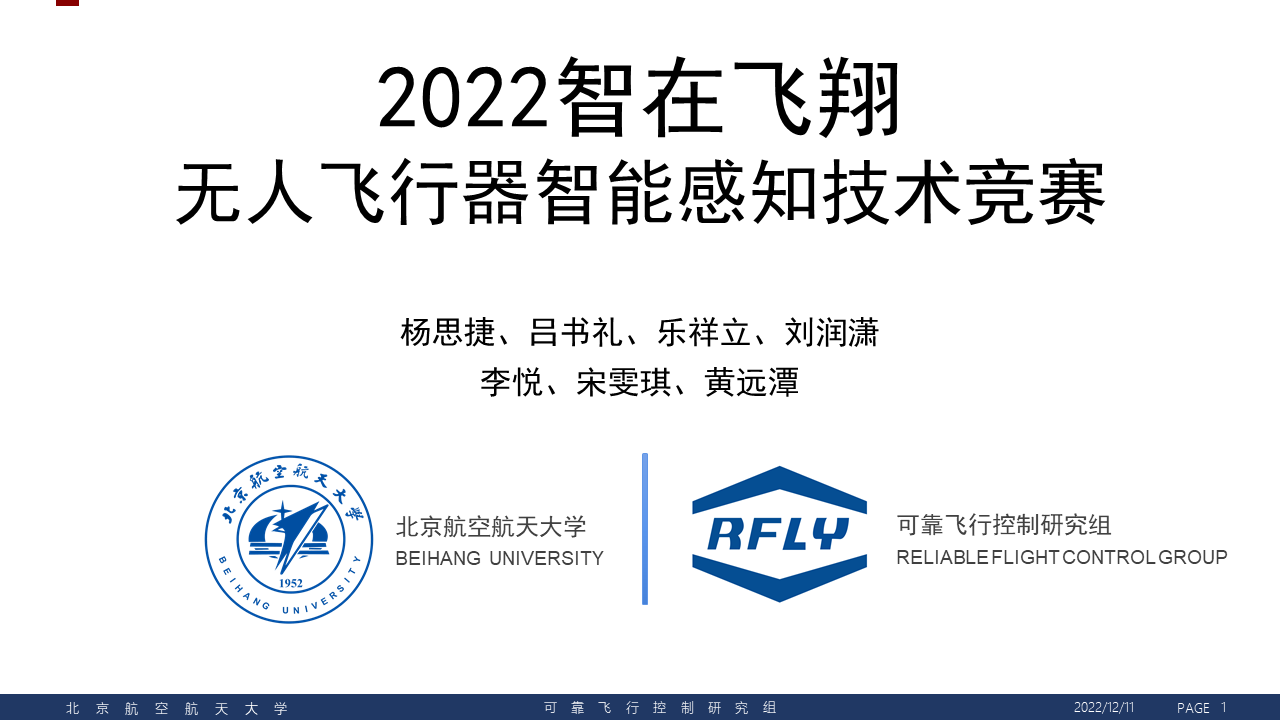 2022智在飞翔
无人飞行器智能感知技术竞赛
杨思捷、吕书礼、乐祥立、刘润潇
李悦、宋雯琪、黄远潭
北京航空航天大学
BEIHANG UNIVERSITY
1952
北京航空航天大学
BEIHANG UNIVERSITY
RFLY
可靠飞行控制研究组
RELIABLE FLIGHT CONTROL GROUP
北京航空航天大学
可靠飞行控制研究组
2022/12/11
PAGE 1